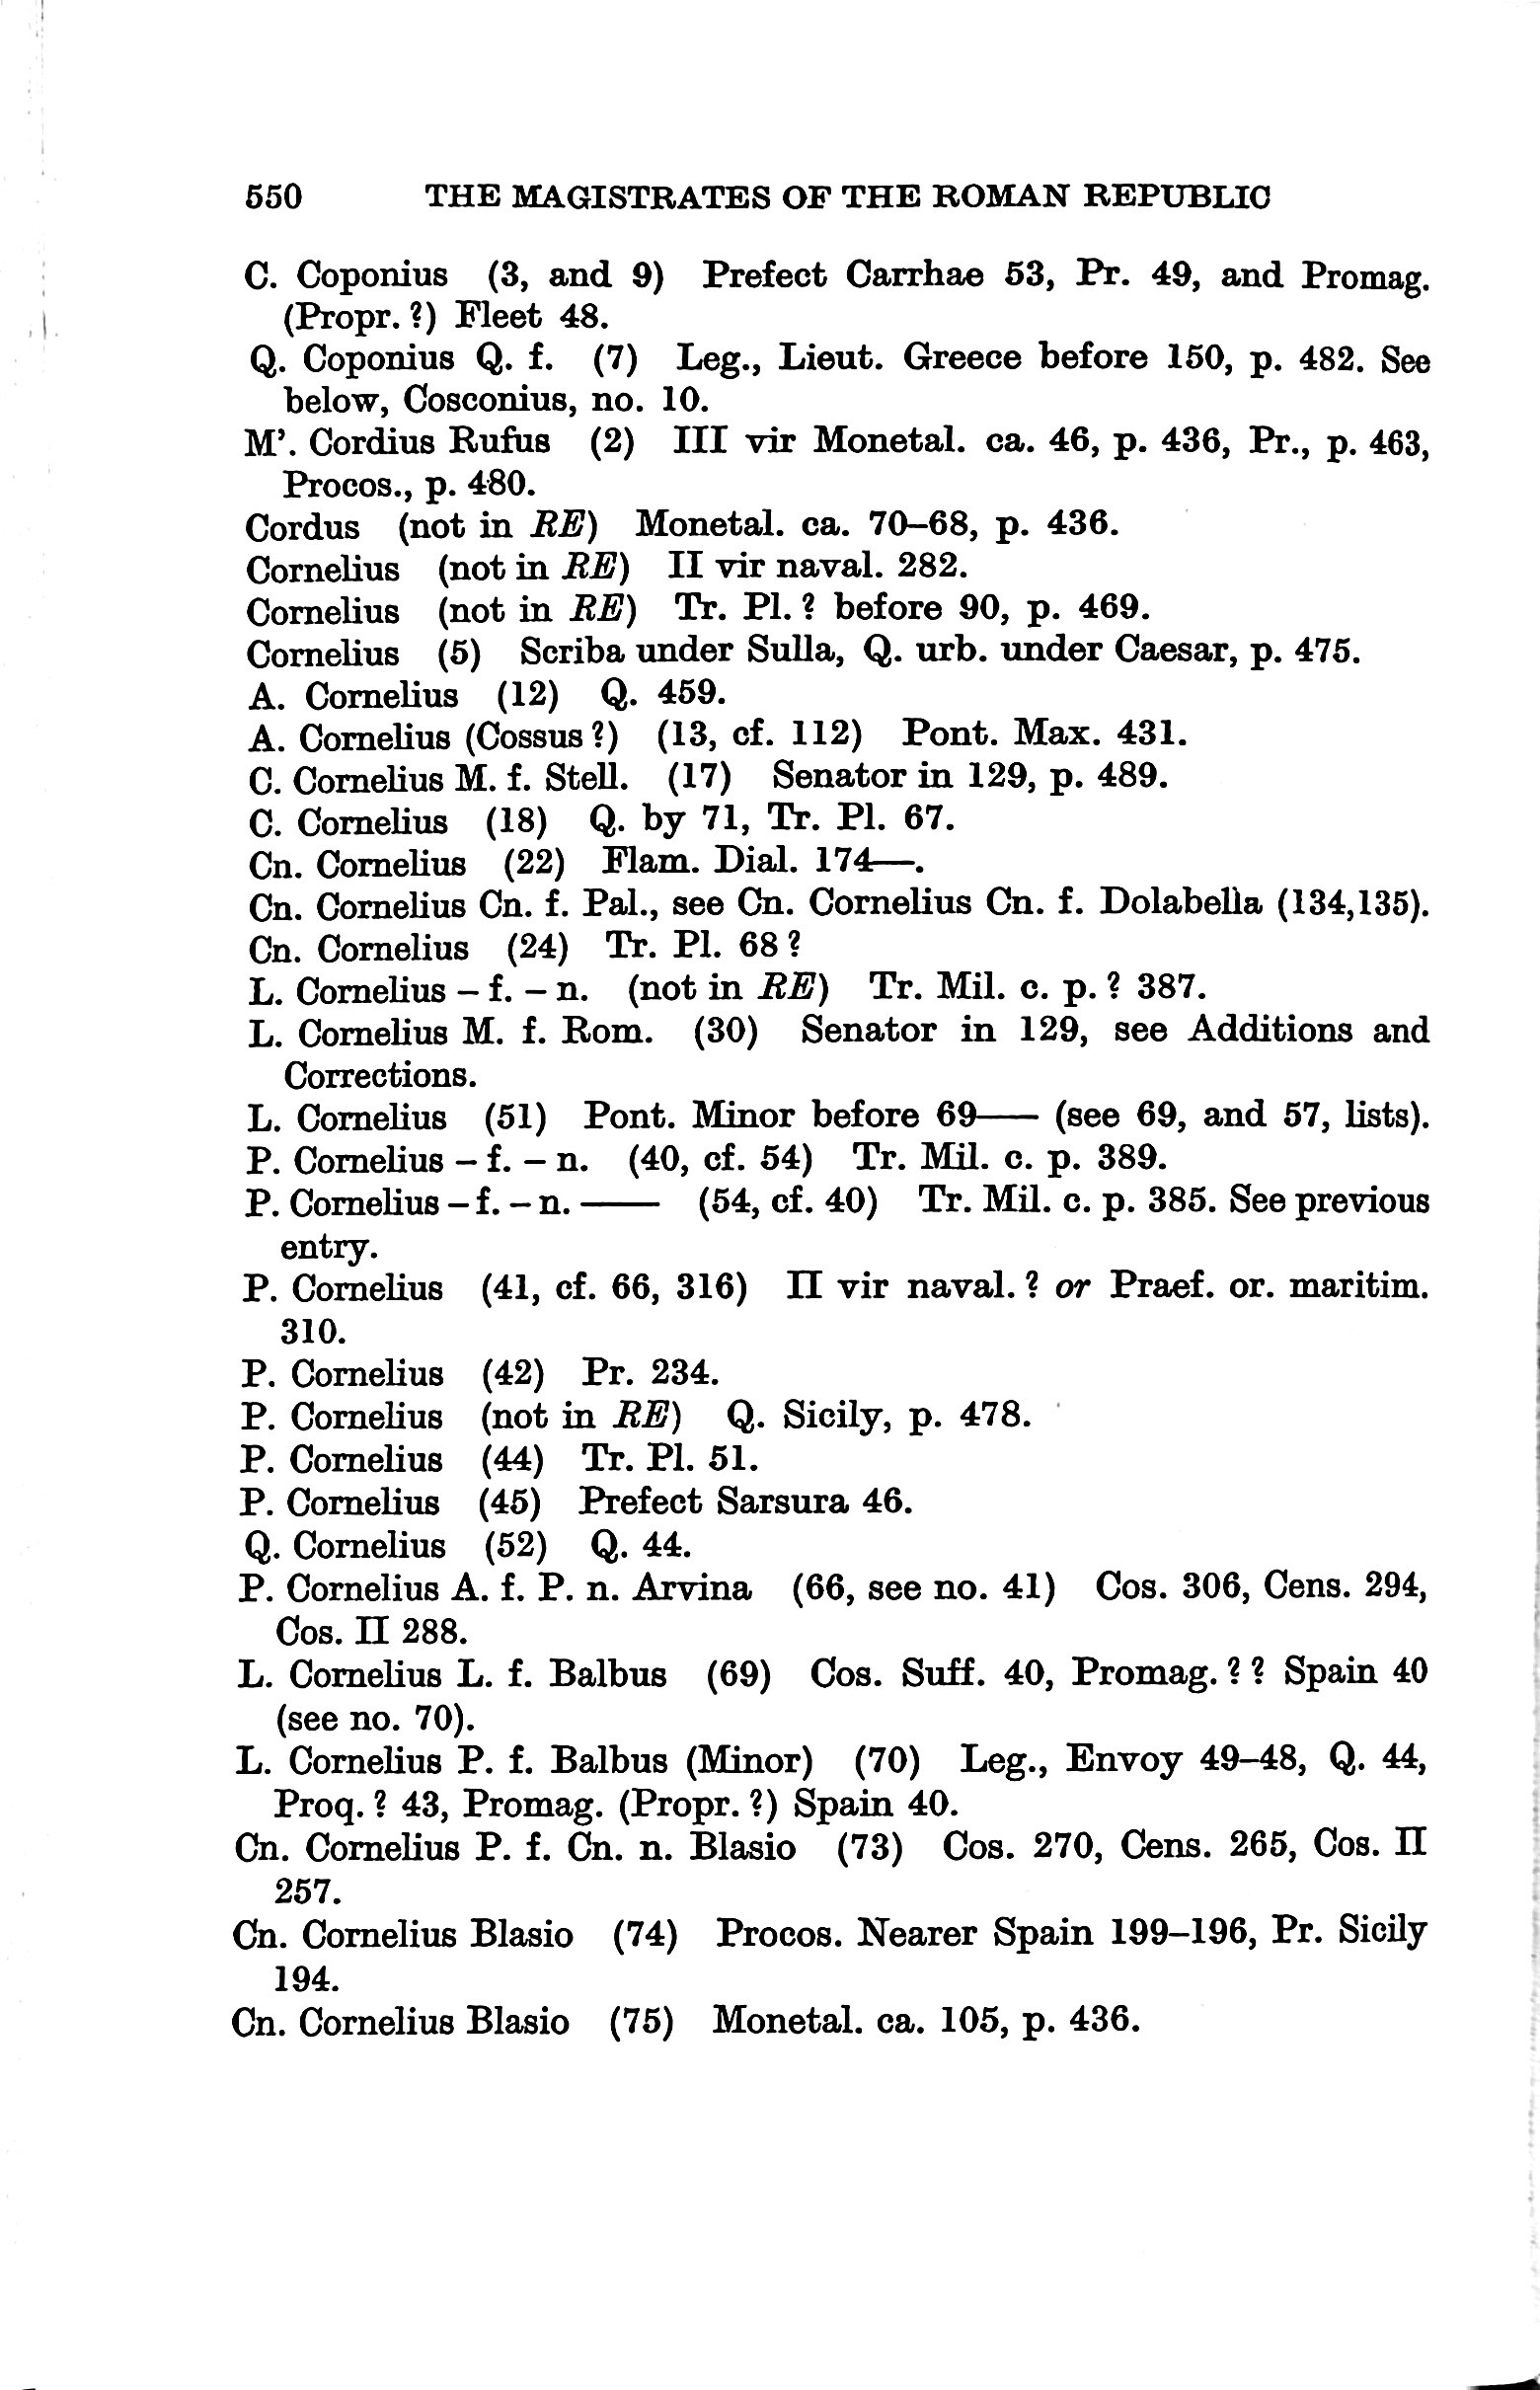 550 THE MAGISTRATES OF THE ROMAN REPUBLIC
C. Coponius (3, and 9) Prefect Carrhae 53, Pr. 49, and Promag.
(Propr. ?) Fleet 48.
Q. Coponius Q. f. (7) Leg., Lieut. Greece before 150, p. 482. See
below, Cosconius, no. 10.
M’. Cordius Rufus (2) III vir Monetal. ca. 46, p. 436, Pr., p. 463,
Procos., p. 480.
Cordus (not in RE) Monetal. ca. 70–68, p. 436.
Cornelius (not in RE) II vir naval. 282.
Cornelius (not in RE) Tr. Pl. ? before 90, p. 469.
Cornelius (5) Scriba under Sulla, Q. urb. under Caesar, p. 475.
A. Cornelius (12) Q. 459.
A. Cornelius (Cossus ?) (13, cf. 112) Pont. Max. 431.
C. Cornelius M. f. Stell. (17) Senator in 129, p. 489.
C. Cornelius (18) Q. by 71, Tr. Pl. 67.
Cn. Cornelius (22) Flam. Dial. 174—.
Cn. Cornelius Cn. f. Pal., see Cn. Cornelius Cn. f. Dolabella (134,135).
Cn. Cornelius (24) Tr. Pl. 68 ?
L. Cornelius – f. – n. (not in RE) Tr. Mil. c. p. ? 387.
L. Cornelius M. f. Rom. (30) Senator in 129, see Additions and
Corrections.
L. Cornelius (51) Pont. Minor before 69—— (see 69, and 57, lists).
P. Cornelius – f. – n. (40, cf. 54) Tr. Mil. c. p. 389.
P. Cornelius – f. – n. —— (54, cf. 40) Tr. Mil. c. p. 385. See previous
entry.
P. Cornelius (41, cf. 66, 316) II vir naval. ? or Praef. or. maritim.
310.
P. Cornelius (42) Pr. 234.
P. Cornelius (not in RE) Q. Sicily, p. 478.
P. Cornelius (44) Tr. Pl. 51.
P. Cornelius (45) Prefect Sarsura 46.
Q. Cornelius (52) Q. 44.
P. Cornelius A. f. P. n. Arvina (66, see no. 41) Cos. 306, Cens. 294,
Cos. II 288.
L. Cornelius L. f. Balbus (69) Cos. Suff. 40, Promag. ? ? Spain 40
(see no. 70).
L. Cornelius P. f. Balbus (Minor) (70) Leg., Envoy 49–48, Q. 44,
Proq. ? 43, Promag. (Propr. ?) Spain 40.
Cn. Cornelius P. f. Cn. n. Blasio (73) Cos. 270, Cens. 265, Cos. II
257.
Cn. Cornelius Blasio (74) Procos. Nearer Spain 199–196, Pr. Sicily
194.
Cn. Cornelius Blasio (75) Monetal. ca. 105, p. 436.